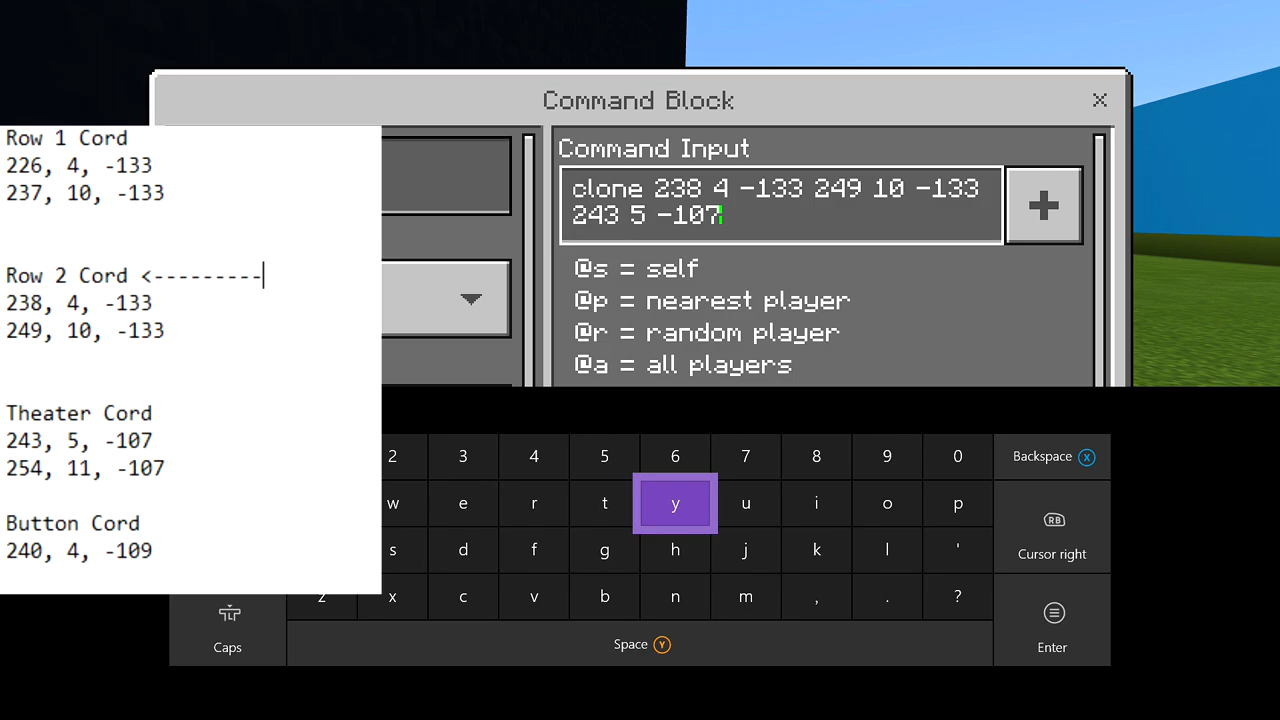 Command Block
Row 1 Cord
226, 4, -133
237, 10, -133
Row 2 Cord <---------
238, 4, -133
249, 10, -133
Theater Cord
243, 5, -107
254, 11, -107
Button Cord
240, 4, -109
Command Input
clone 238 4 -133 249 10 -133
243 5 -107
@s = self
@p = nearest player
@r = random player
@a = all players
2 3 4 5 6 7 8 9 0 Backspace X
w e r t y u i o p
RB
Cursor right
s d f g h j k l '
z x c v b n m , . ?
Caps
Space Y
Enter